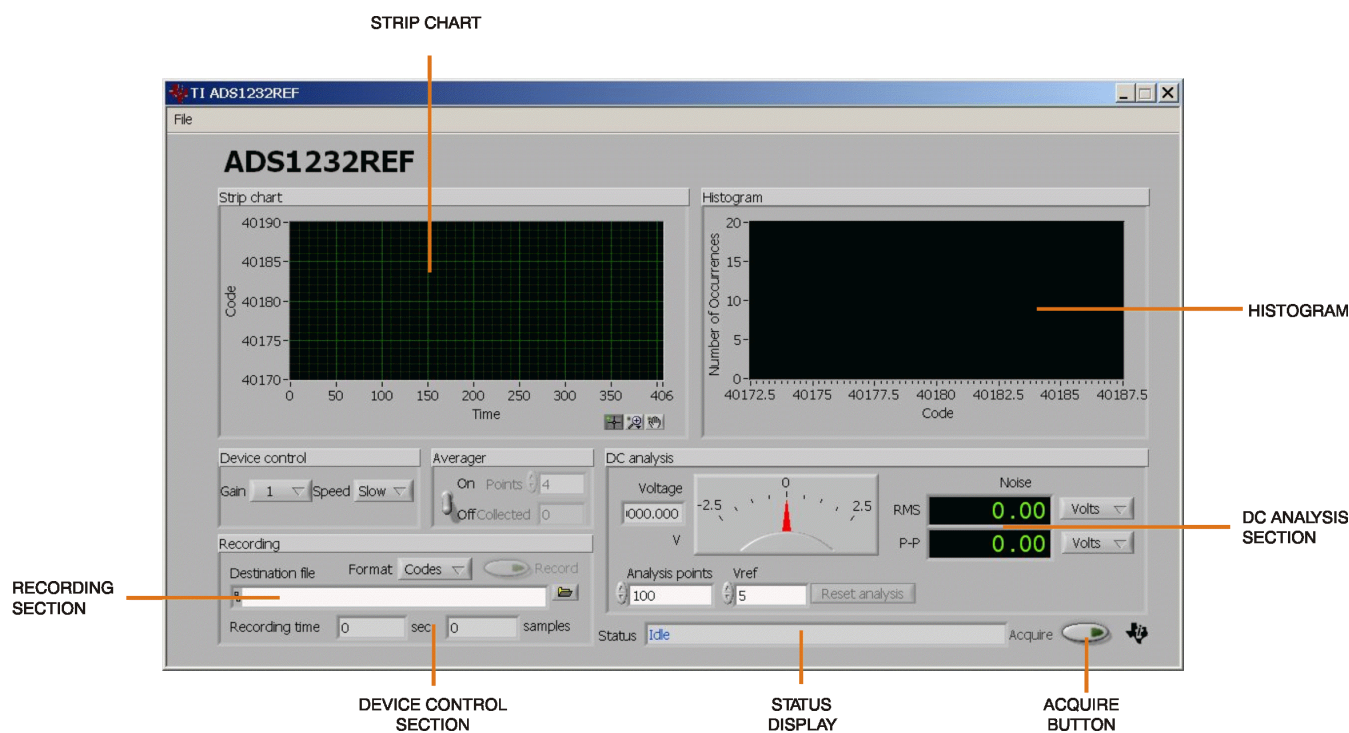 STRIP CHART
TI ADS1232REF
File
ADS1232REF
Strip chart
40190
40185
40180
40175
40170
Code
0 50 100 150 200 250 300 350 406
Time
Histogram
20
15
10
5
0
Number of Occurrences
40172.5 40175 40177.5 40180 40182.5 40185 40187.5
Code
HISTOGRAM
Device control
Gain 1 Speed Slow
Averager
On Points 4
Off Collected 0
DC analysis
Voltage
000.000
V
-2.5 0 2.5
Noise
RMS 0.00 Volts
P-P 0.00 Volts
Analysis points Vref
100 5 Reset analysis
DC ANALYSIS
SECTION
Recording
Destination file Format Codes Record
Recording time 0 sec 0 samples
RECORDING
SECTION
Status Idle Acquire
DEVICE CONTROL
SECTION
STATUS
DISPLAY
ACQUIRE
BUTTON